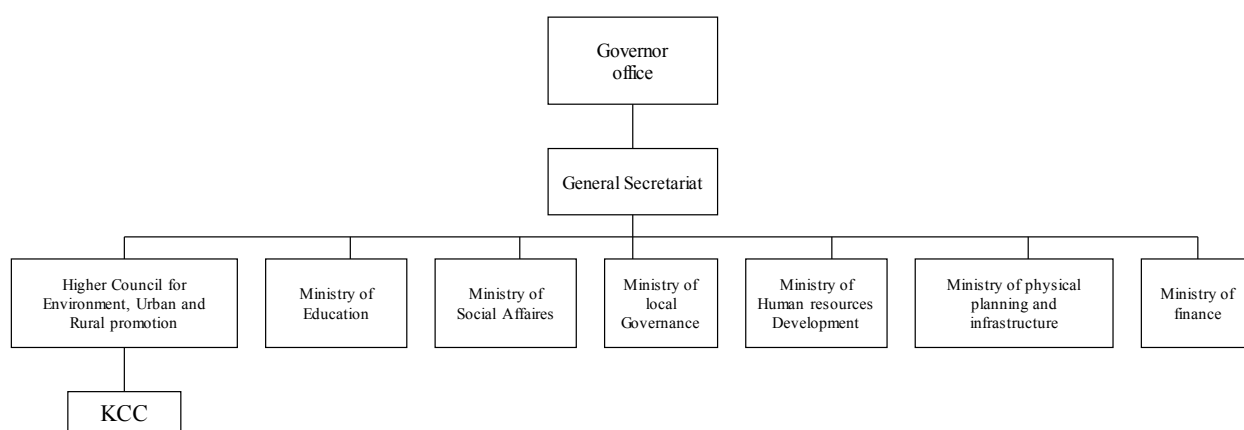 Governor
office
General Secretariat
Higher Council for
Environment, Urban and
Rural promotion
Ministry of
Education
Ministry of
Social Affaires
Ministry of
local
Governance
Ministry of
Human resources
Development
Ministry of physical
planning and
infrastructure
Ministry of
finance
KCC